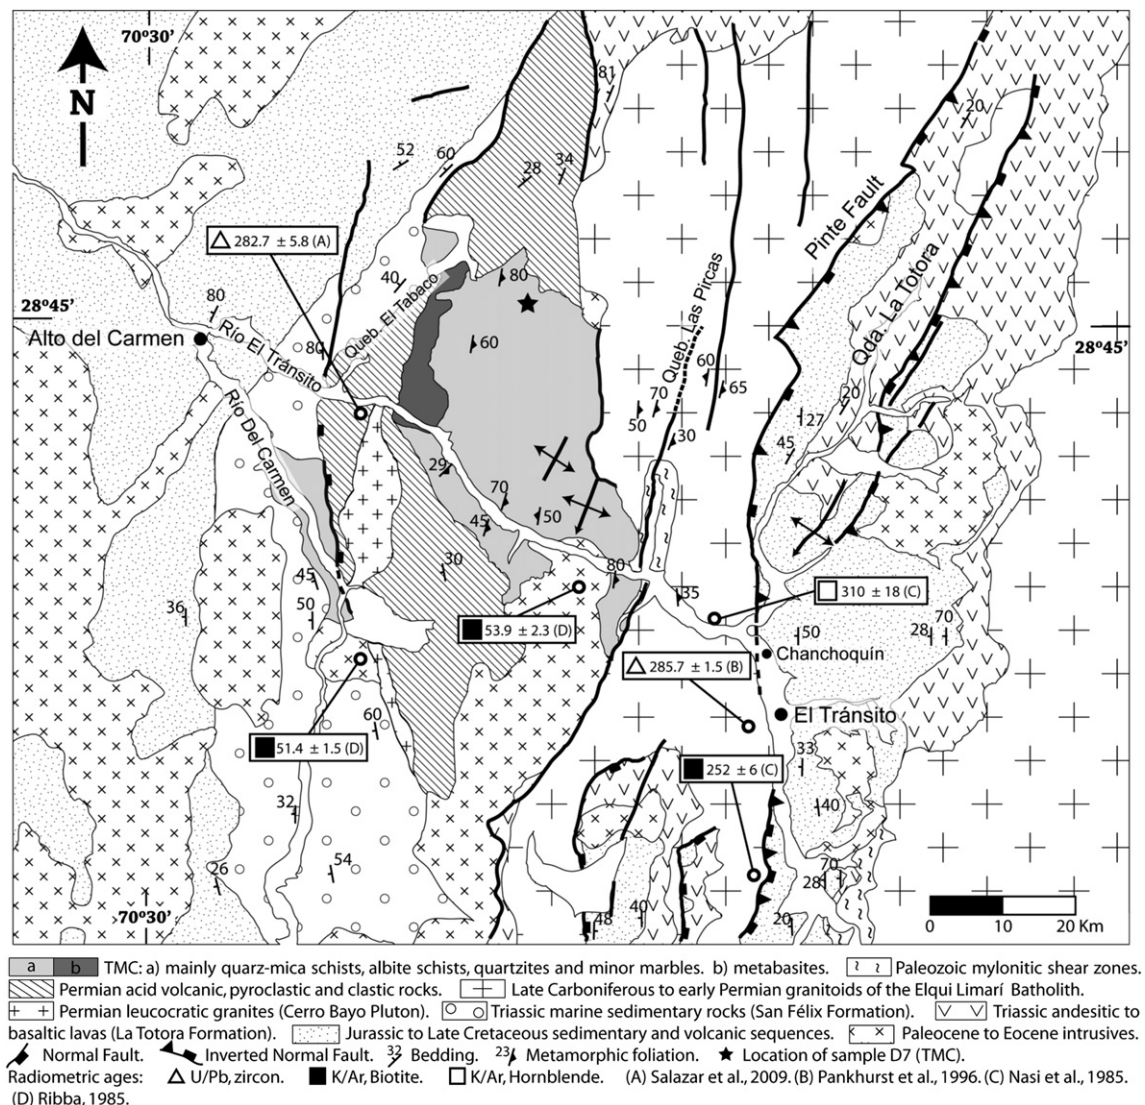 70º30'
N
81
20
52
60
28
34
282.7 ± 5.8 (A)
Pinte Fault
80
40
Queb. El Tabaco
28º45'
80
Alto del Carmen
Río El Tránsito
80
60
Queb. Las Pircas
Qda. La Totora
28º45'
60
65
70
50
30
20
27
45
Río Del Carmen
29
70
45
50
30
80
45
50
36
35
310 ± 18 (C)
53.9 ± 2.3 (D)
50
28
70
Chanchoquín
285.7 ± 1.5 (B)
El Tránsito
51.4 ± 1.5 (D)
60
252 ± 6 (C)
33
32
40
26
54
70
28
70º30'
48
40
20
0 10 20 Km
a b TMC: a) mainly quarz-mica schists, albite schists, quartzites and minor marbles. b) metabasites. Paleozoic mylonitic shear zones.
Permian acid volcanic, pyroclastic and clastic rocks. Late Carboniferous to early Permian granitoids of the Elqui Limarí Batholith.
Permian leucocratic granites (Cerro Bayo Pluton). Triassic marine sedimentary rocks (San Félix Formation). Triassic andesitic to
basaltic lavas (La Totora Formation). Jurassic to Late Cretaceous sedimentary and volcanic sequences. Paleocene to Eocene intrusives.
Normal Fault. Inverted Normal Fault. 32 Bedding. 23 Metamorphic foliation. Location of sample D7 (TMC).
Radiometric ages: U/Pb, zircon. K/Ar, Biotite. K/Ar, Hornblende. (A) Salazar et al., 2009. (B) Pankhurst et al., 1996. (C) Nasi et al., 1985.
(D) Ribba, 1985.